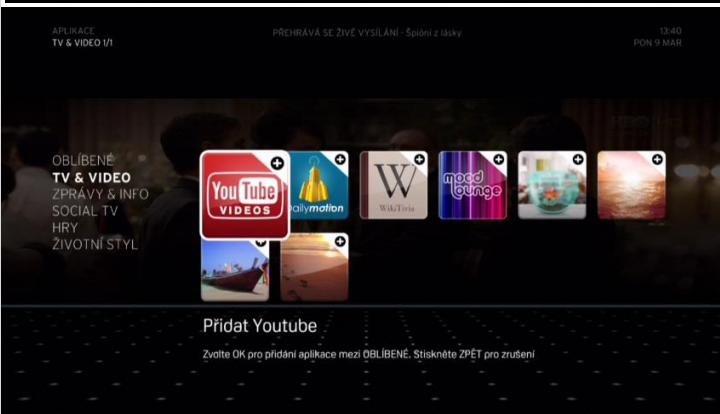 APLIKACE
TV & VIDEO 1/1
PŘEHRÁVÁ SE ŽIVÉ VYSÍLÁNÍ - Špióni z lásky
13:40
PON 9 MAR
OBLÍBENÉ
TV & VIDEO
ZPRÁVY & INFO
SOCIAL TV
HRY
ŽIVOTNÍ STYL
You Tube
VIDEOS
Dailymotion
W
WikiTivia
mood
lounge
Přidat Youtube
Zvolte OK pro přidání aplikace mezi OBLÍBENÉ. Stiskněte ZPĚT pro zrušení